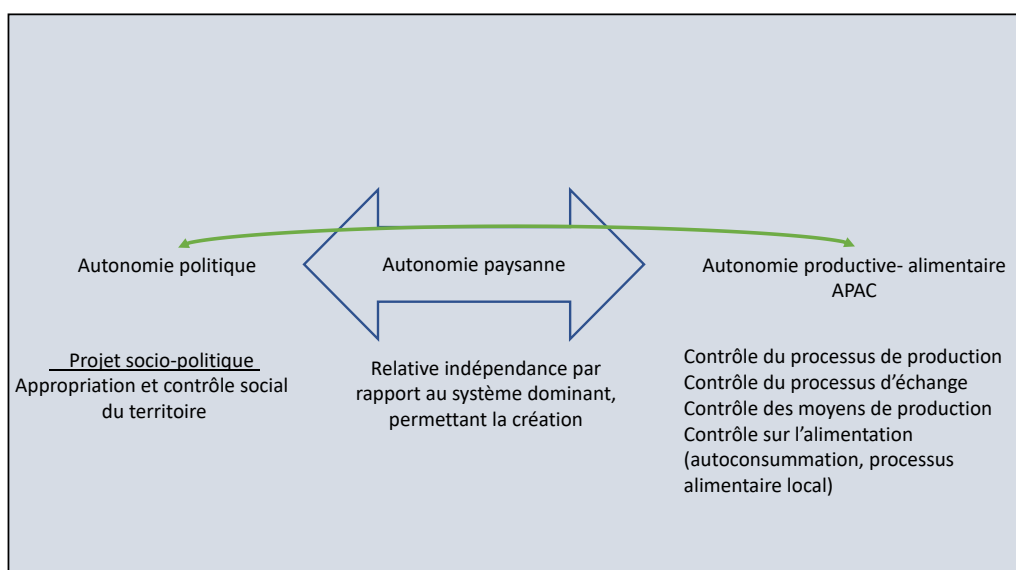 Autonomie politique
Autonomie paysanne
Autonomie productive- alimentaire
APAC
Projet socio-politique
Appropriation et contrôle social
du territoire
Relative indépendance par
rapport au système dominant,
permettant la création
Contrôle du processus de production
Contrôle du processus d’échange
Contrôle des moyens de production
Contrôle sur l’alimentation
(autoconsummation, processus
alimentaire local)